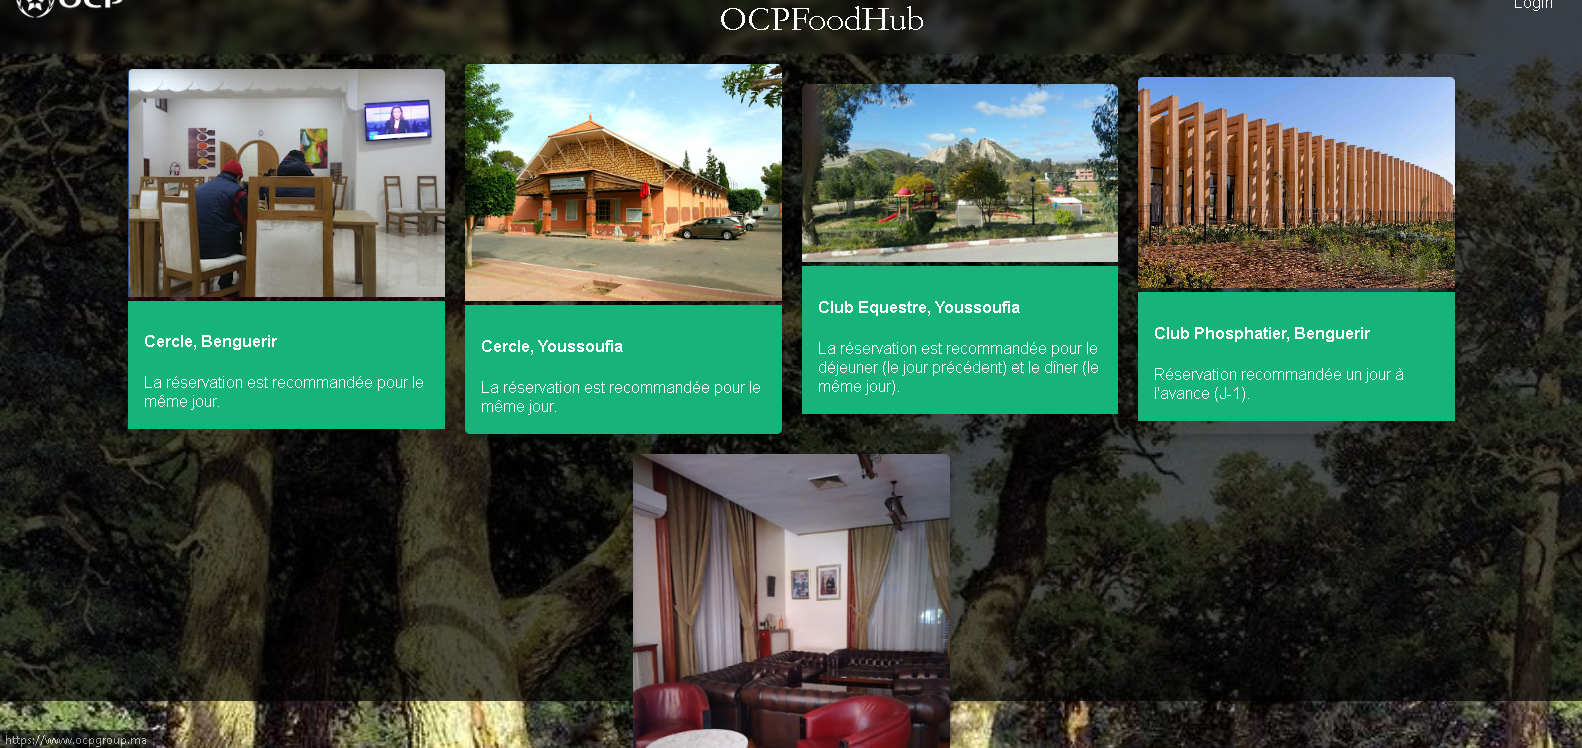 OCP
Login
OCPFoodHub
Cercle, Benguerir
La réservation est recommandée pour le
même jour.
Cercle, Youssoufia
La réservation est recommandée pour le
même jour.
Club Equestre, Youssoufia
La réservation est recommandée pour le
déjeuner (le jour précédent) et le dîner (le
même jour).
Club Phosphatier, Benguerir
Réservation recommandée un jour à
l'avance (J-1).
https://www.ocpgroup.ma